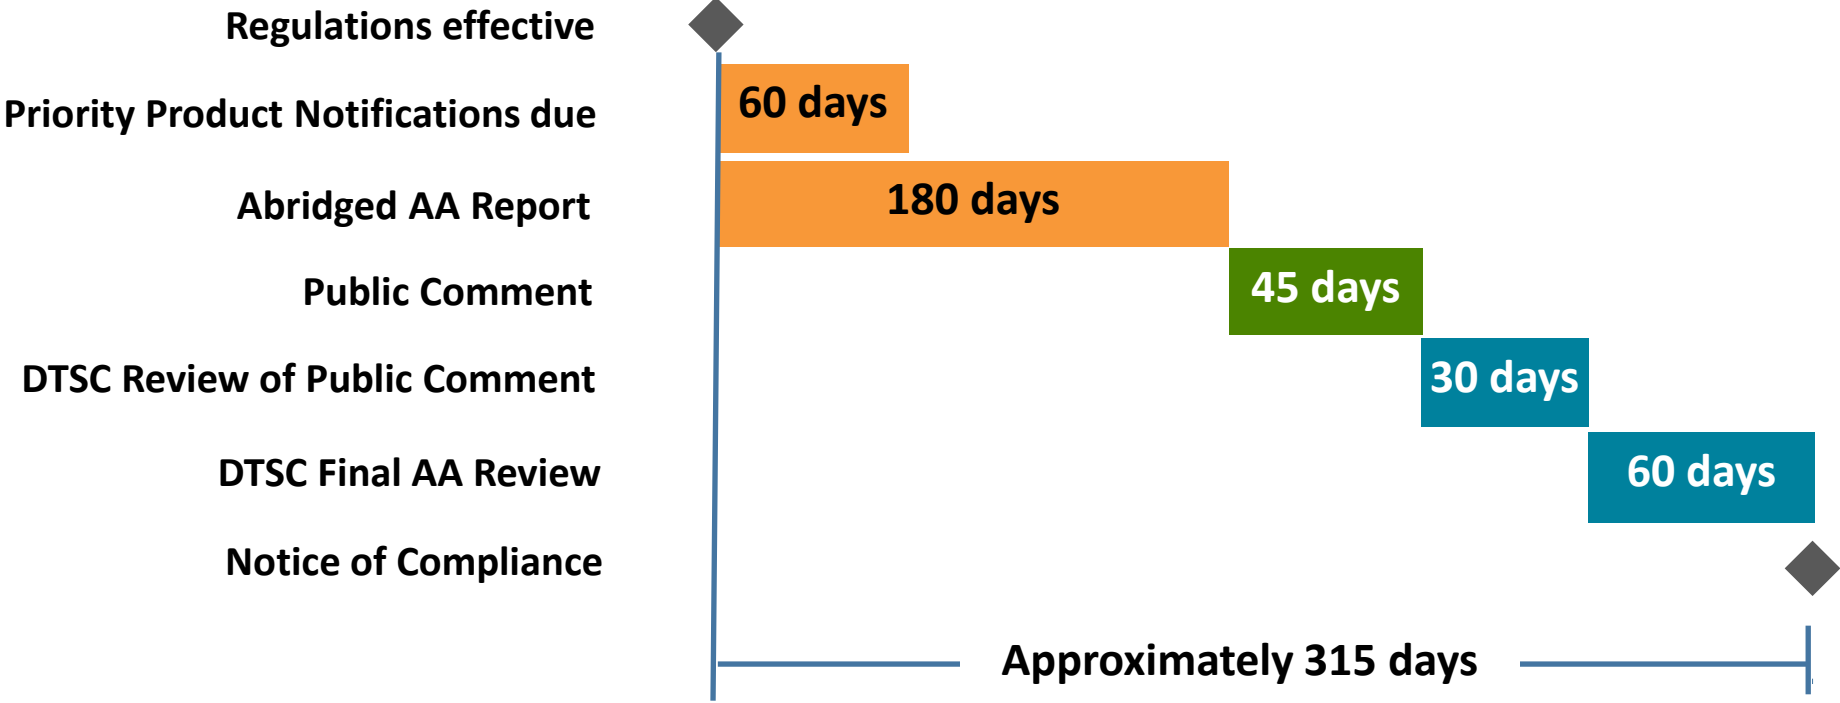 Regulations effective
Priority Product Notifications due
60 days
Abridged AA Report
180 days
Public Comment
45 days
DTSC Review of Public Comment
30 days
DTSC Final AA Review
60 days
Notice of Compliance
Approximately 315 days